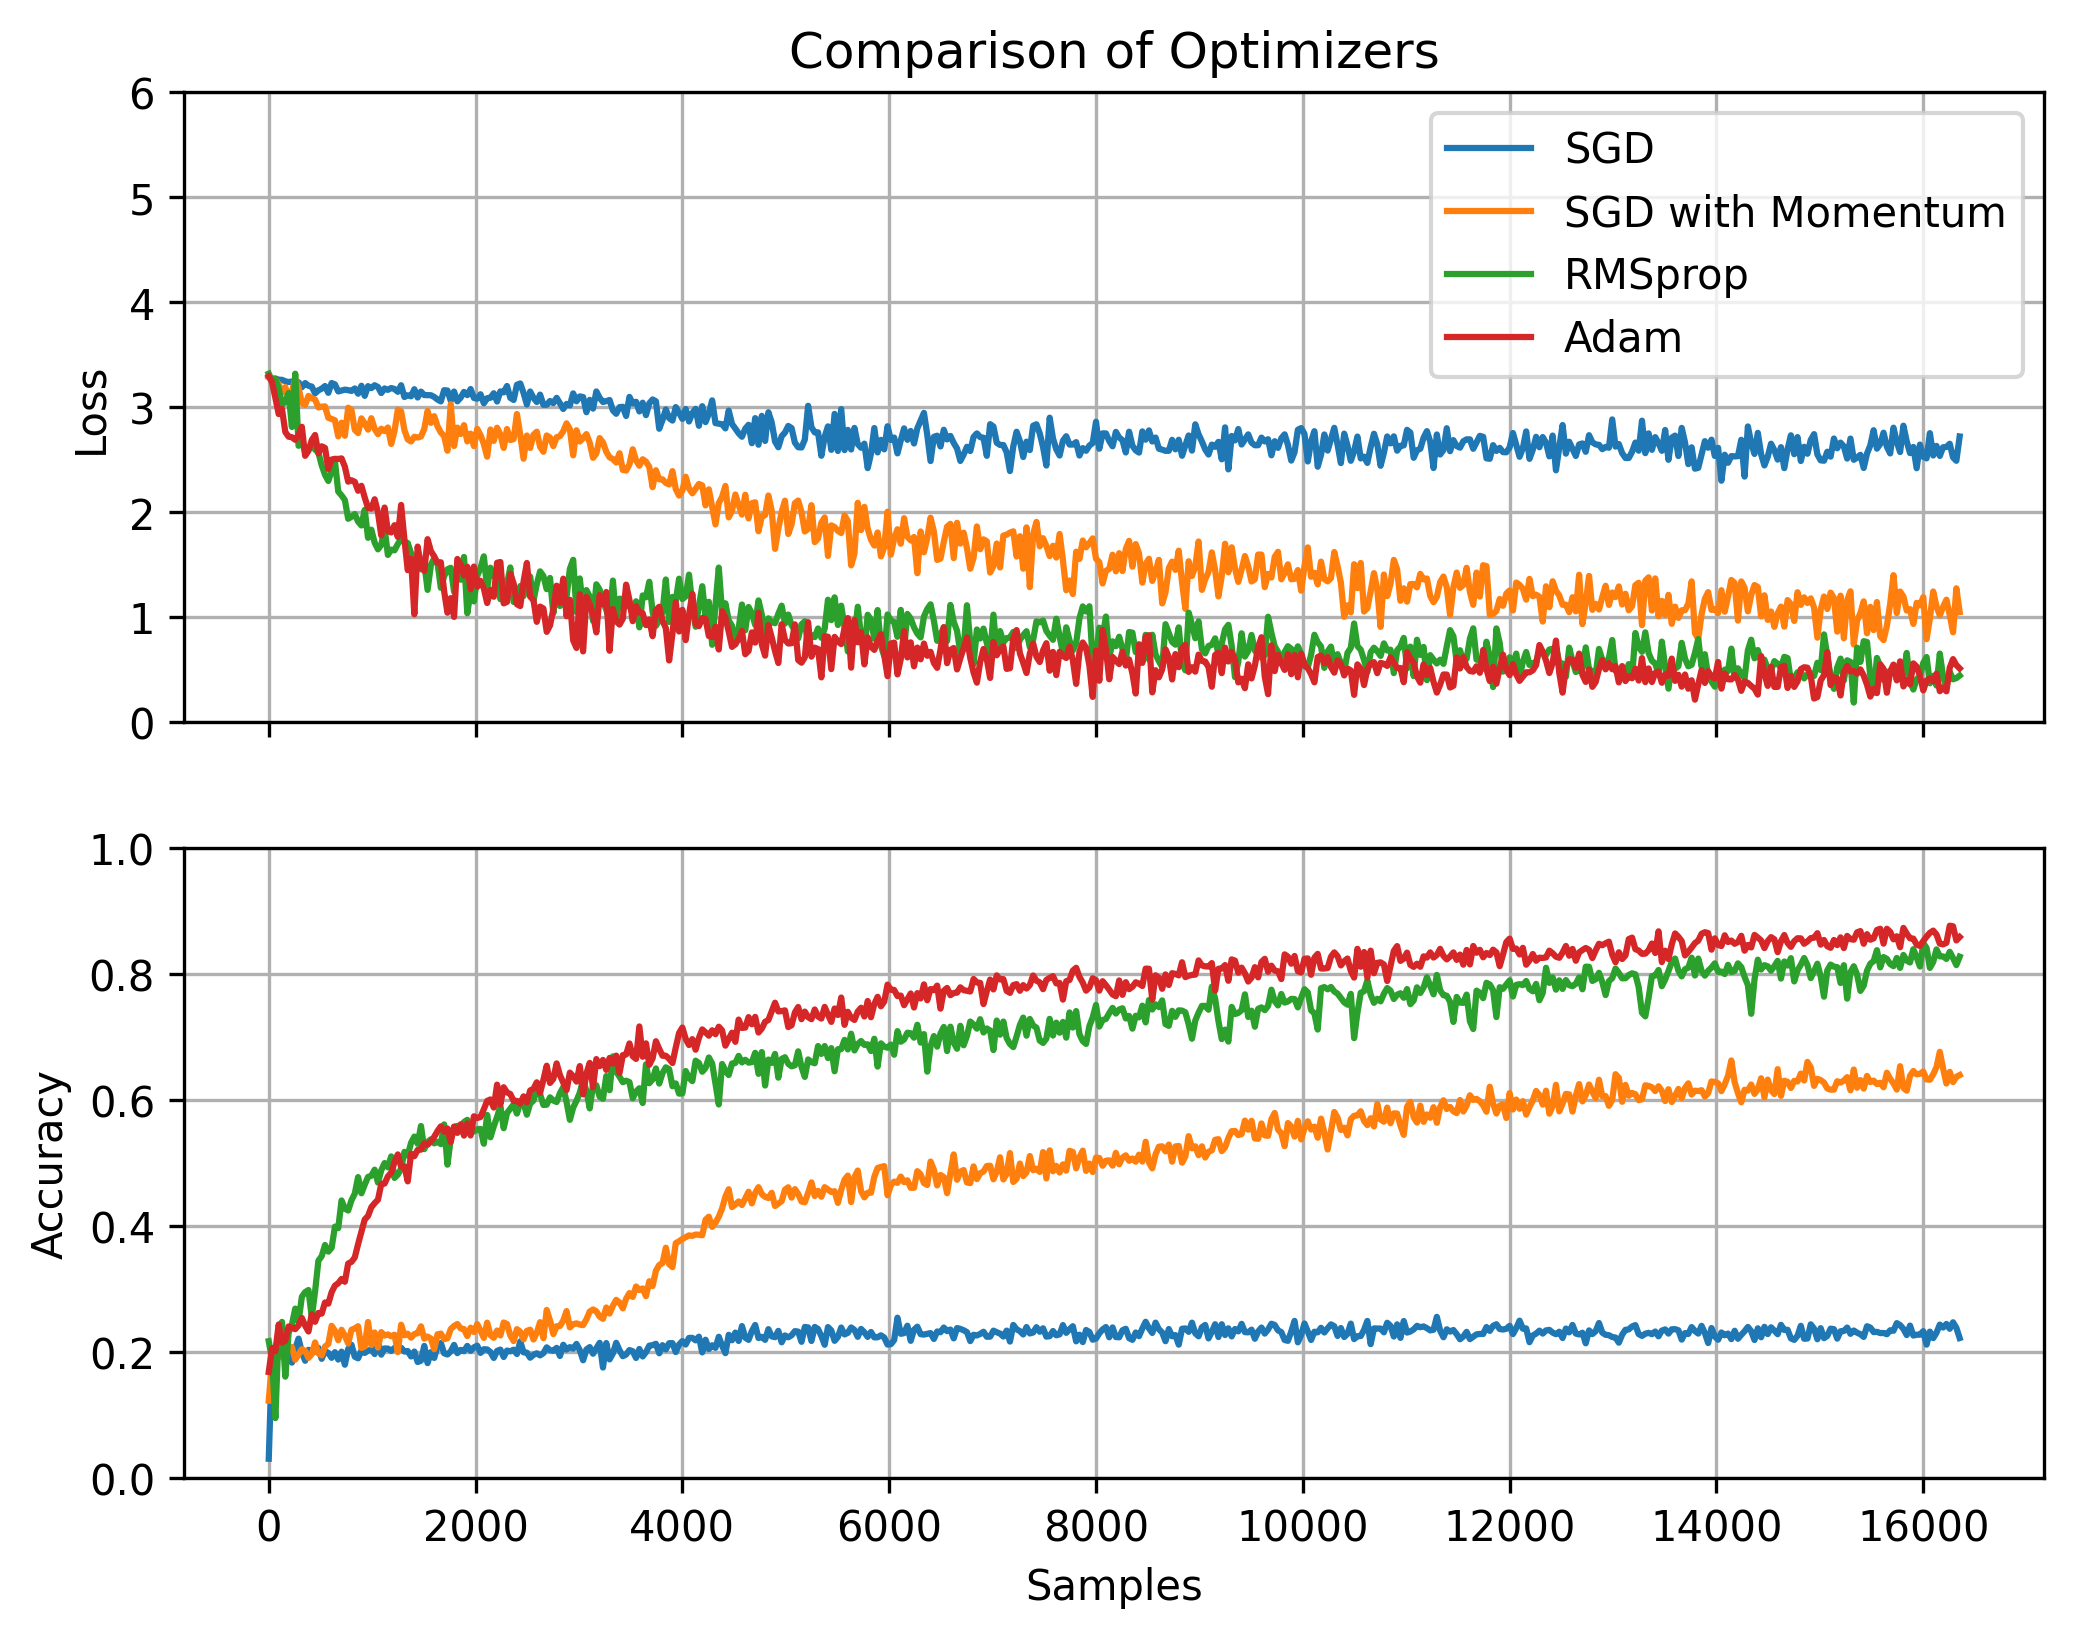 Comparison of Optimizers
6
5
4
3
2
1
0
Loss
SGD
SGD with Momentum
RMSprop
Adam
1.0
0.8
0.6
0.4
0.2
0.0
Accuracy
0 2000 4000 6000 8000 10000 12000 14000 16000
Samples